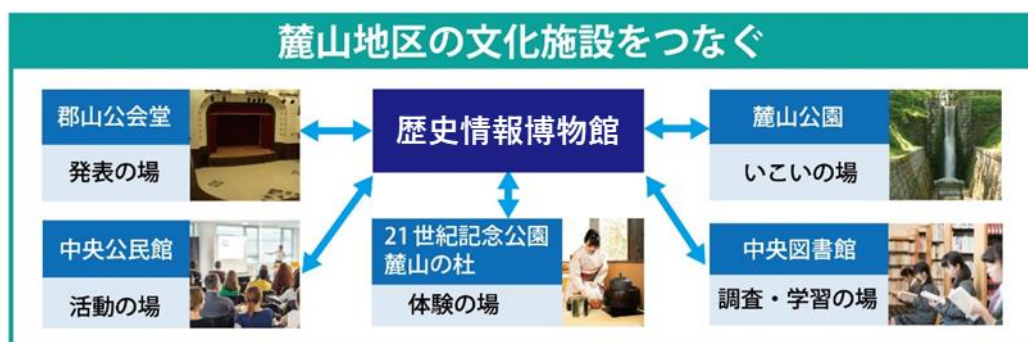 麓山地区の文化施設をつなぐ
郡山公会堂
発表の場
歴史情報博物館
麓山公園
いこいの場
中央公民館
活動の場
21世紀記念公園
麓山の杜
体験の場
中央図書館
調査・学習の場